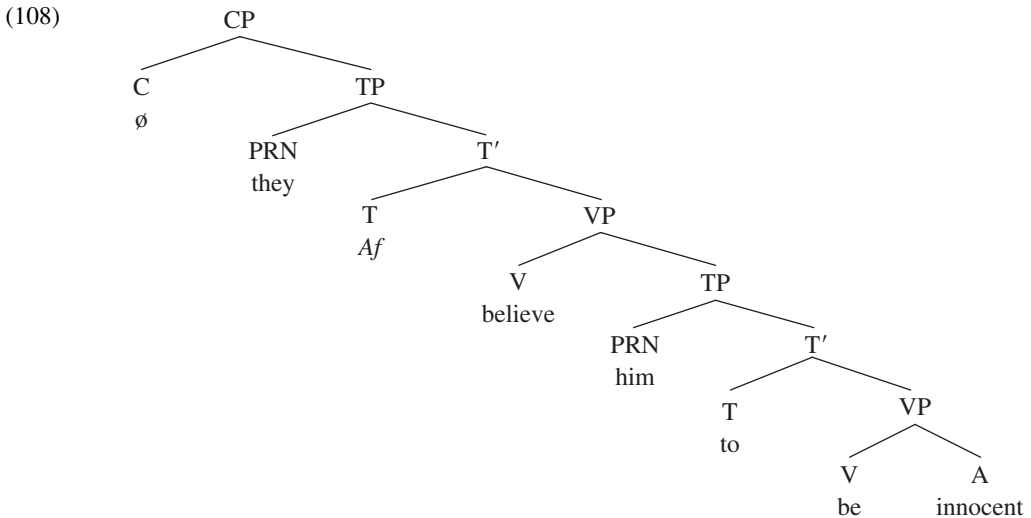 (108) CP
C TP
ø
PRN T′
they
T VP
Af
V TP
believe
PRN T′
him
T VP
to
V A
be innocent